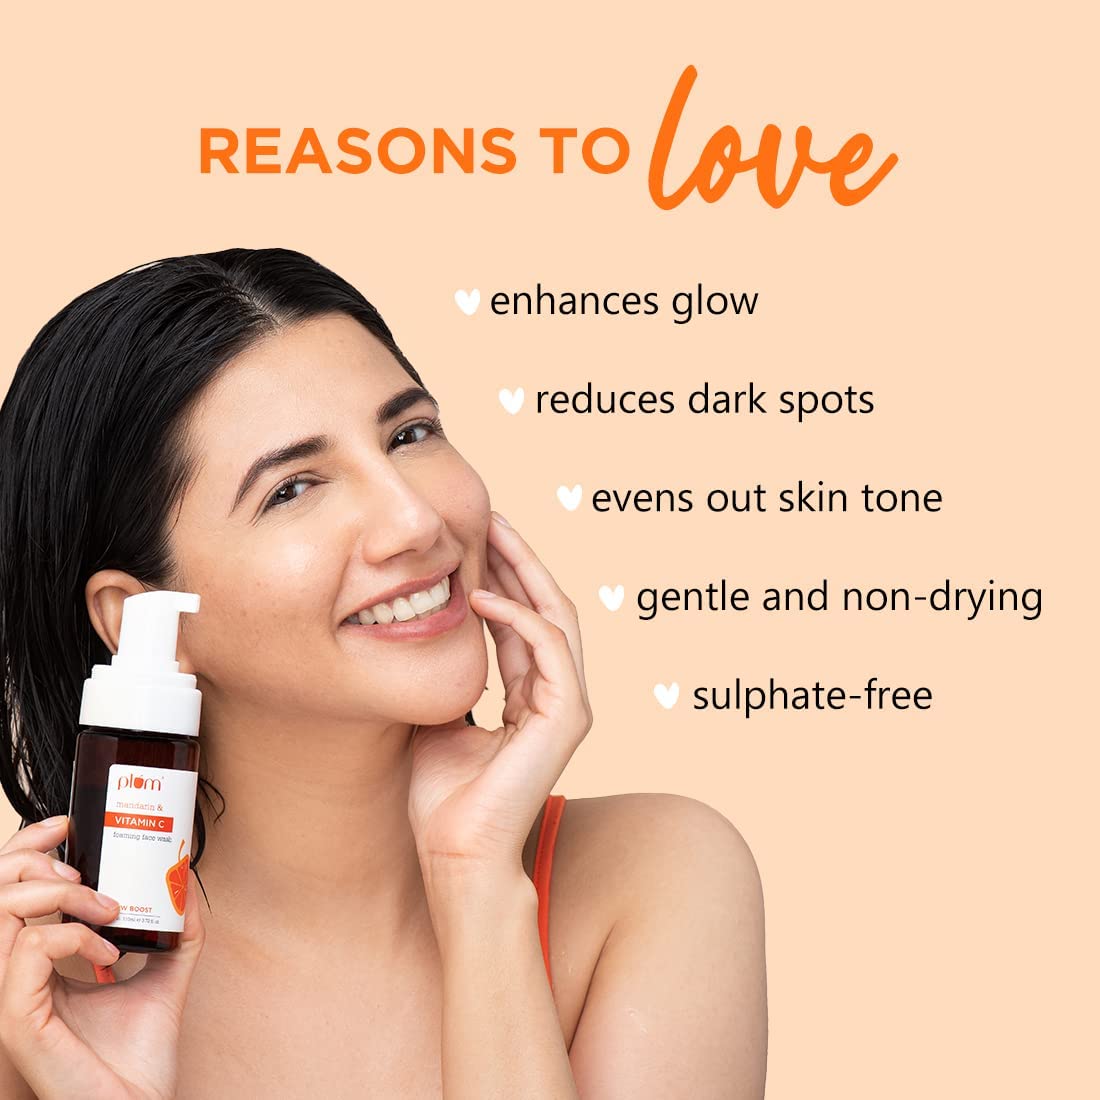 REASONS TO love
enhances glow
reduces dark spots
evens out skin tone
gentle and non-drying
sulphate-free
plum
mandarin &
VITAMIN C
foaming face wash
BOOST
110ml